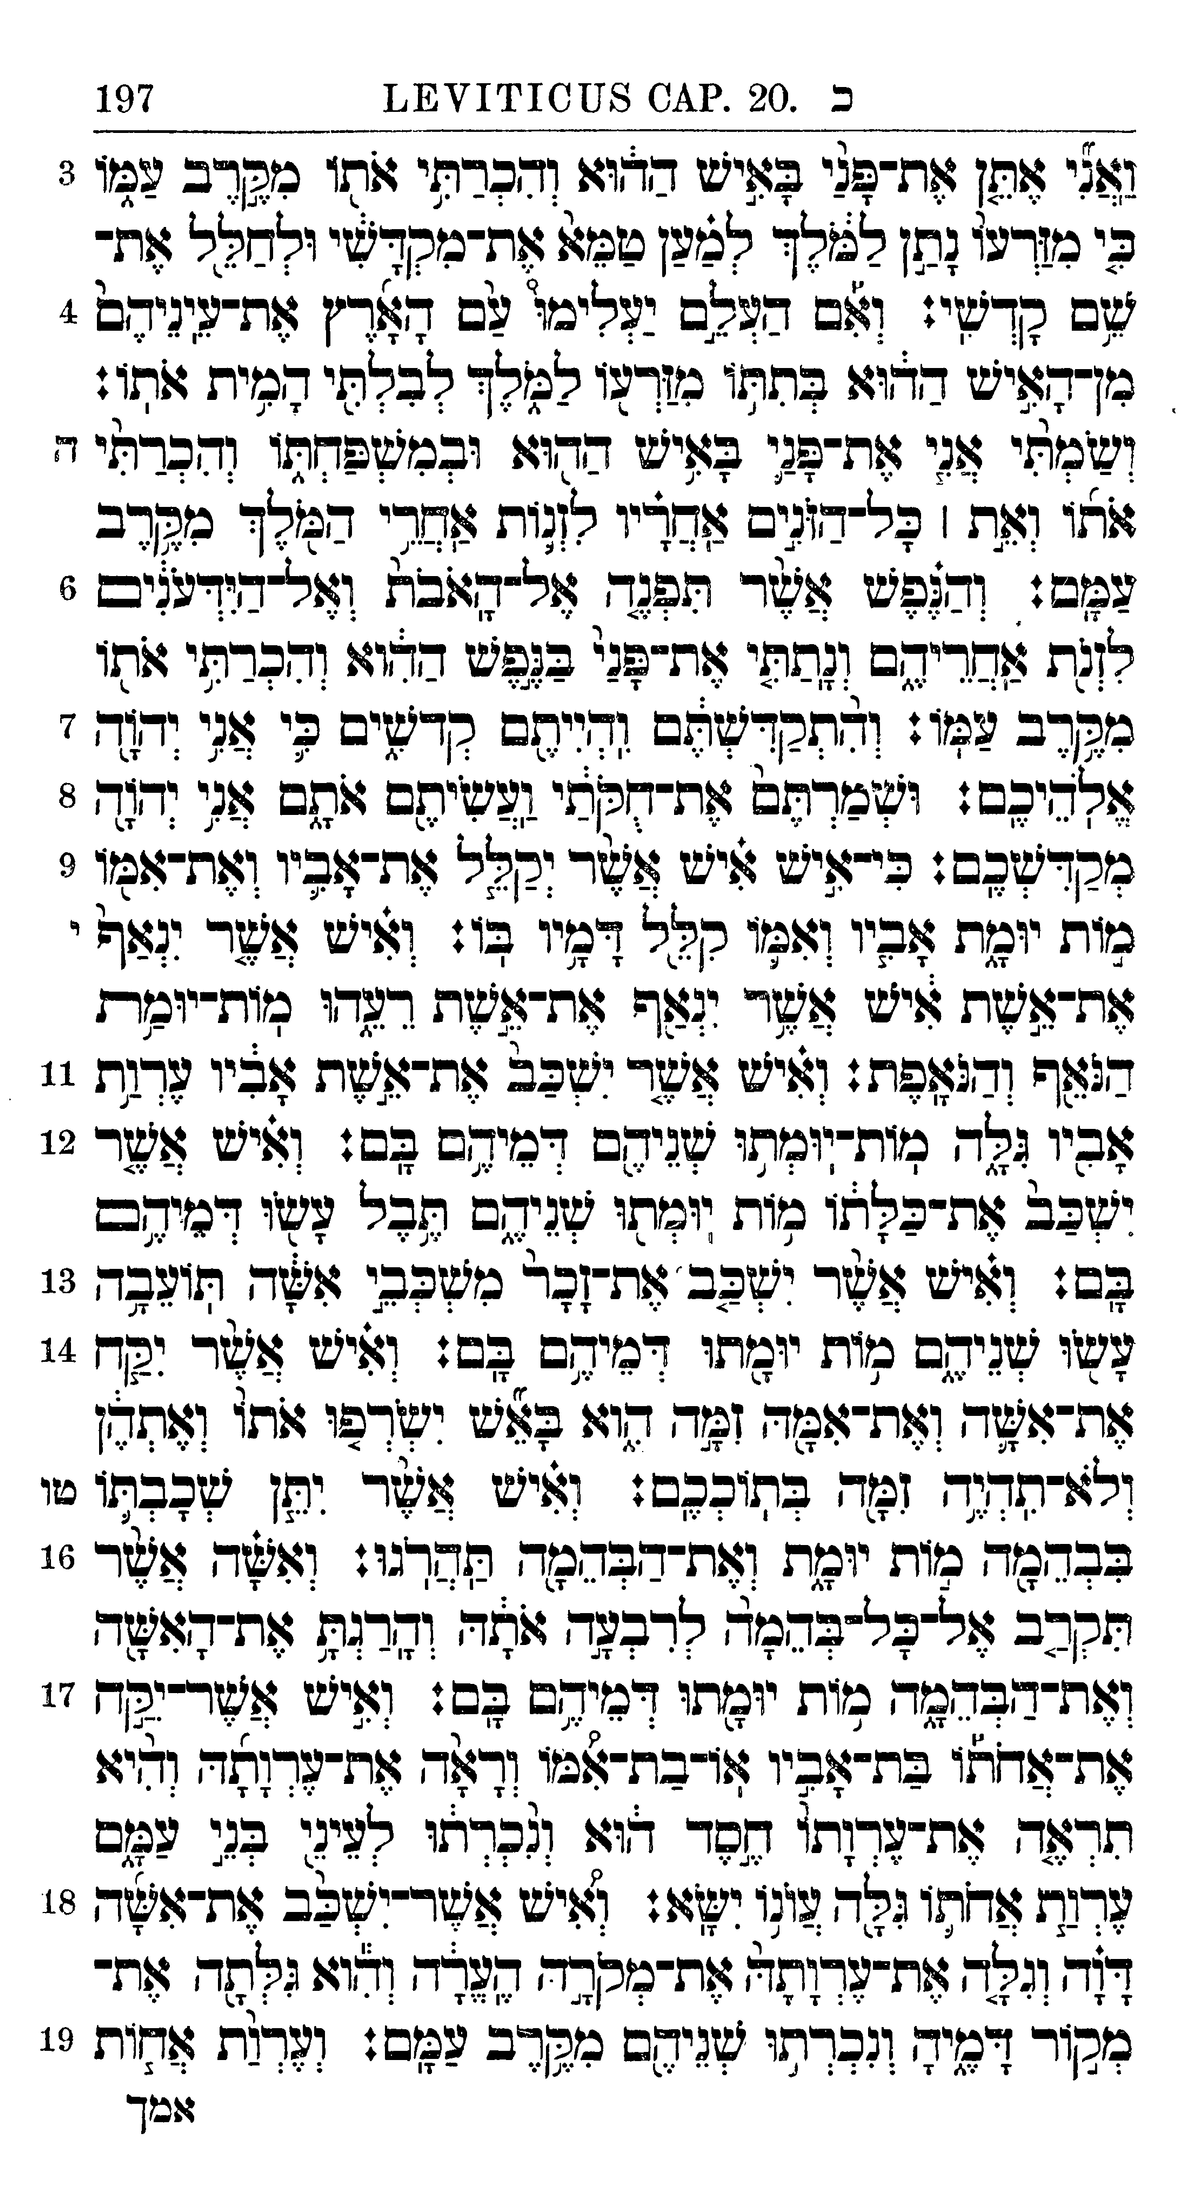 197 LEVITICUS CAP. 20. כ
3 וַאֲנִ֞י אֶתֵּ֤ן אֶת־פָּנַי֙ בָּאִ֣ישׁ הַה֔וּא וְהִכְרַתִּ֥י אֹת֖וֹ מִקֶּ֣רֶב עַמּ֑וֹ
כִּ֤י מִזַּרְעוֹ֙ נָתַ֣ן לַמֹּ֔לֶךְ לְמַ֗עַן טַמֵּא֙ אֶת־מִקְדָּשִׁ֔י וּלְחַלֵּ֖ל אֶת־
4 שֵׁ֥ם קָדְשִֽׁי׃ וְאִ֡ם הַעְלֵ֣ם יַעְלִימוּ֩ עַ֨ם הָאָ֜רֶץ אֶת־עֵֽינֵיהֶם֙
מִן־הָאִ֣ישׁ הַה֔וּא בְּתִתּ֥וֹ מִזַּרְע֖וֹ לַמֹּ֑לֶךְ לְבִלְתִּ֖י הָמִ֥ית אֹתֽוֹ׃
ה וְשַׂמְתִּ֨י אֲנִ֧י אֶת־פָּנַ֛י בָּאִ֥ישׁ הַה֖וּא וּבְמִשְׁפַּחְתּ֑וֹ וְהִכְרַתִּ֨י
אֹת֜וֹ וְאֵ֣ת ׀ כָּל־הַזֹּנִ֣ים אַֽחֲרָ֗יו לִזְנ֛וֹת אַֽחֲרֵ֥י הַמֹּ֖לֶךְ מִקֶּ֥רֶב
6 עַמָּֽם׃ וְהַנֶּ֗פֶשׁ אֲשֶׁ֨ר תִּפְנֶ֤ה אֶל־הָֽאֹבֹת֙ וְאֶל־הַיִּדְּעֹנִ֔ים
לִזְנֹ֖ת אַֽחֲרֵיהֶ֑ם וְנָֽתַתִּ֤י אֶת־פָּנַי֙ בַּנֶּ֣פֶשׁ הַהִ֔וא וְהִכְרַתִּ֥י אֹת֖וֹ
7 מִקֶּ֥רֶב עַמּֽוֹ׃ וְהִ֨תְקַדִּשְׁתֶּ֔ם וִֽהְיִיתֶ֖ם קְדֹשִׁ֑ים כִּ֛י אֲנִ֥י יְהוָֹ֖ה
8 אֱלֹֽהֵיכֶֽם׃ וּשְׁמַרְתֶּם֙ אֶת־חֻקֹּתַ֔י וַֽעֲשִׂיתֶ֖ם אֹתָ֑ם אֲנִ֥י יְהוָֹ֖ה
9 מְקַדִּשְׁכֶֽם׃ כִּֽי־אִ֣ישׁ אִ֗ישׁ אֲשֶׁ֨ר יְקַלֵּ֧ל אֶת־אָבִ֛יו וְאֶת־אִמּ֖וֹ
י מ֣וֹת יוּמָ֑ת אָבִ֧יו וְאִמּ֛וֹ קִלֵּ֖ל דָּמָ֥יו בּֽוֹ׃ וְאִ֗ישׁ אֲשֶׁ֤ר יִנְאַף֙
אֶת־אֵ֣שֶׁת אִ֔ישׁ אֲשֶׁ֥ר יִנְאַ֖ף אֶת־אֵ֣שֶׁת רֵעֵ֑הוּ מֽוֹת־יוּמַ֥ת
11 הַנֹּאֵ֖ף וְהַנֹּאָֽפֶת׃ וְאִ֗ישׁ אֲשֶׁ֤ר יִשְׁכַּב֙ אֶת־אֵ֣שֶׁת אָבִ֔יו עֶרְוַ֥ת
12 אָבִ֖יו גִּלָּ֑ה מֽוֹת־יֽוּמְת֥וּ שְׁנֵיהֶ֖ם דְּמֵיהֶ֥ם בָּֽם׃ וְאִ֗ישׁ אֲשֶׁ֤ר
יִשְׁכַּב֙ אֶת־כַּלָּת֔וֹ מ֥וֹת יֽוּמְת֖וּ שְׁנֵיהֶ֑ם תֶּ֥בֶל עָשׂ֖וּ דְּמֵיהֶ֥ם
13 בָּֽם׃ וְאִ֗ישׁ אֲשֶׁ֨ר יִשְׁכַּ֤ב אֶת־זָכָר֙ מִשְׁכְּבֵ֣י אִשָּׁ֔ה תּֽוֹעֵבָ֥ה
14 עָשׂ֖וּ שְׁנֵיהֶ֑ם מ֥וֹת יוּמָ֖תוּ דְּמֵיהֶ֥ם בָּֽם׃ וְאִ֗ישׁ אֲשֶׁ֨ר יִקַּ֧ח
אֶת־אִשָּׁ֛ה וְאֶת־אִמָּ֖הּ זִמָּ֣ה הִ֑וא בָּאֵ֞שׁ יִשְׂרְפ֤וּ אֹתוֹ֙ וְאֶתְהֶ֔ן
טו וְלֹא־תִֽהְיֶ֥ה זִמָּ֖ה בְּתֽוֹכְכֶֽם׃ וְאִ֗ישׁ אֲשֶׁ֨ר יִתֵּ֧ן שְׁכָבְתּ֛וֹ
16 בִּבְהֵמָ֖ה מ֣וֹת יוּמָ֑ת וְאֶת־הַבְּהֵמָ֖ה תַּֽהֲרֹֽגוּ׃ וְאִשָּׁ֗ה אֲשֶׁ֨ר
תִּקְרַ֤ב אֶל־כָּל־בְּהֵמָה֙ לְרִבְעָ֣ה אֹתָ֔הּ וְהָֽרַגְתָּ֥ אֶת־הָאִשָּׁ֖ה
17 וְאֶת־הַבְּהֵמָ֑ה מ֥וֹת יוּמָ֖תוּ דְּמֵיהֶ֥ם בָּֽם׃ וְאִ֣ישׁ אֲשֶׁר־יִקַּ֣ח
אֶת־אֲחֹת֡וֹ בַּת־אָבִ֣יו א֣וֹ־בַת־אִ֠מּוֹ וְרָאָ֨ה אֶת־עֶרְוָתָ֜הּ וְהִ֨יא
תִרְאֶ֤ה אֶת־עֶרְוָתוֹ֙ חֶ֣סֶד ה֔וּא וְנִ֨כְרְת֔וּ לְעֵינֵ֖י בְּנֵ֣י עַמָּ֑ם
18 עֶרְוַ֧ת אֲחֹת֛וֹ גִּלָּ֖ה עֲוֹנ֥וֹ יִשָּֽׂא׃ וְ֠אִישׁ אֲשֶׁר־יִשְׁכַּ֨ב אֶת־אִשָּׁ֜ה
דָּוָ֗ה וְגִלָּ֤ה אֶת־עֶרְוָתָהּ֙ אֶת־מְקֹרָ֣הּ הֶֽעֱרָ֔ה וְהִ֕וא גִּלְּתָ֖ה אֶת־
19 מְק֣וֹר דָּמֶ֑יהָ וְנִכְרְת֥וּ שְׁנֵיהֶ֖ם מִקֶּ֥רֶב עַמָּֽם׃ וְעֶרְוַ֨ת אֲח֧וֹת
אמך